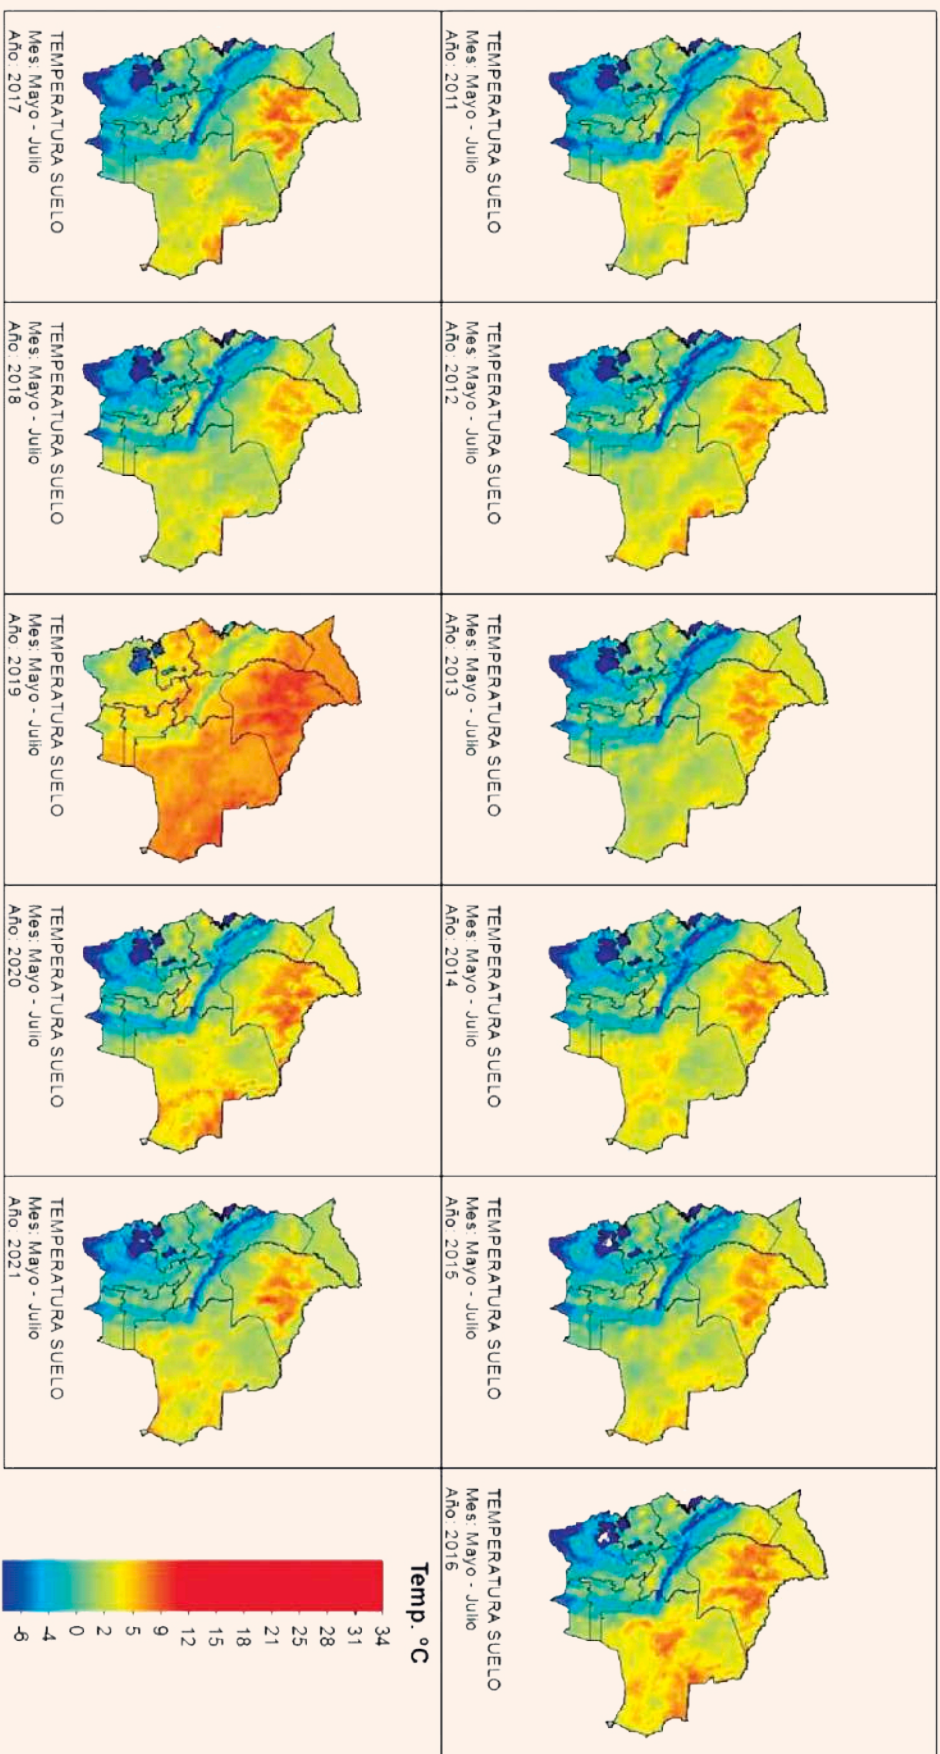 TEMPERATURA SUELO
Mes: Mayo - Julio
Año: 2011
TEMPERATURA SUELO
Mes: Mayo - Julio
Año: 2012
TEMPERATURA SUELO
Mes: Mayo - Julio
Año: 2013
TEMPERATURA SUELO
Mes: Mayo - Julio
Año: 2014
TEMPERATURA SUELO
Mes: Mayo - Julio
Año: 2015
TEMPERATURA SUELO
Mes: Mayo - Julio
Año: 2016
TEMPERATURA SUELO
Mes: Mayo - Julio
Año: 2017
TEMPERATURA SUELO
Mes: Mayo - Julio
Año: 2018
TEMPERATURA SUELO
Mes: Mayo - Julio
Año: 2019
TEMPERATURA SUELO
Mes: Mayo - Julio
Año: 2020
TEMPERATURA SUELO
Mes: Mayo - Julio
Año: 2021
Temp. °C
-6 -4 0 2 5 9 12 15 18 21 25 28 31 34